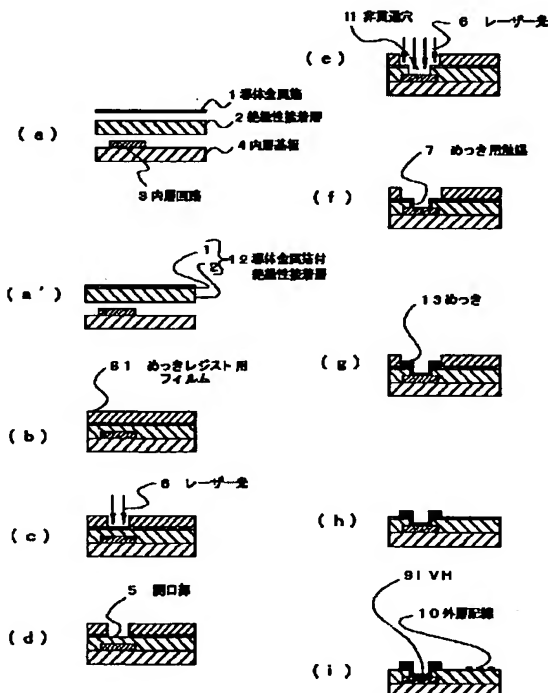 (a)
1 導体金属箔
2 絶縁性接着層
4 内層基板
3 内層回路
(a')
1
2
12 導体金属箔付
絶縁性接着層
(b)
81 めっきレジスト用
フィルム
(c)
6 レーザー光
(d)
5 開口部
(e)
11 非貫通穴
6 レーザー光
(f)
7 めっき用触媒
(g)
13 めっき
(h)
(i)
9 IVH
10 外層配線